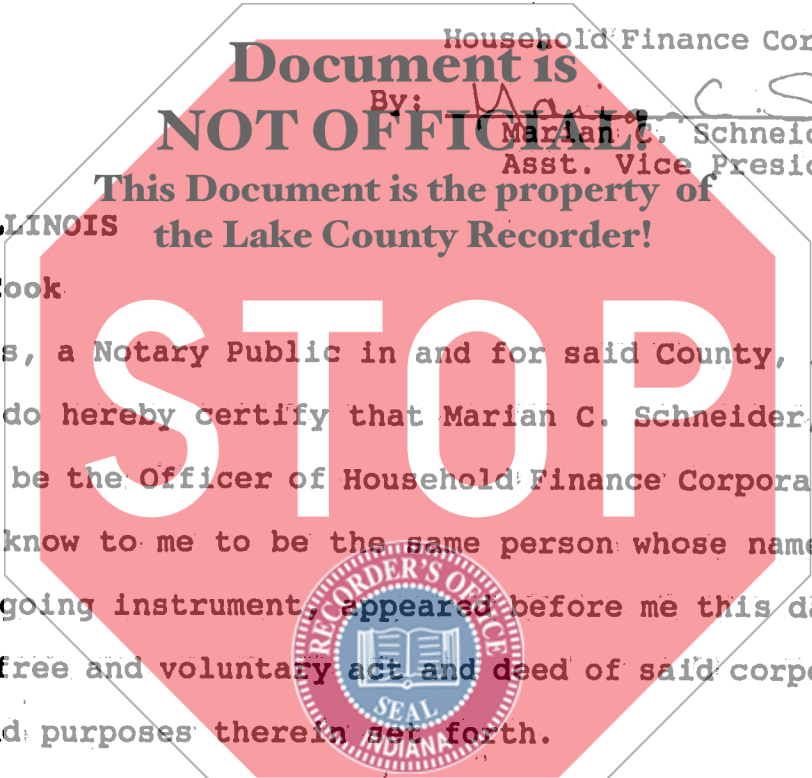 Household Finance Cor
Document is
By:
NOT OFFICIAL!
Marian C. Schneid
Asst. Vice Presid
This Document is the property of
LLINOIS
the Lake County Recorder!
Cook
STOP
s, a Notary Public in and for said County,
do hereby certify that Marian C. Schneider,
be the Officer of Household Finance Corpora
know to me to be the same person whose name
going instrument, appeared before me this da
free and voluntary act and deed of said corpo
d purposes therein set forth.
RECORDER'S OFFICE
SEAL
INDIANA